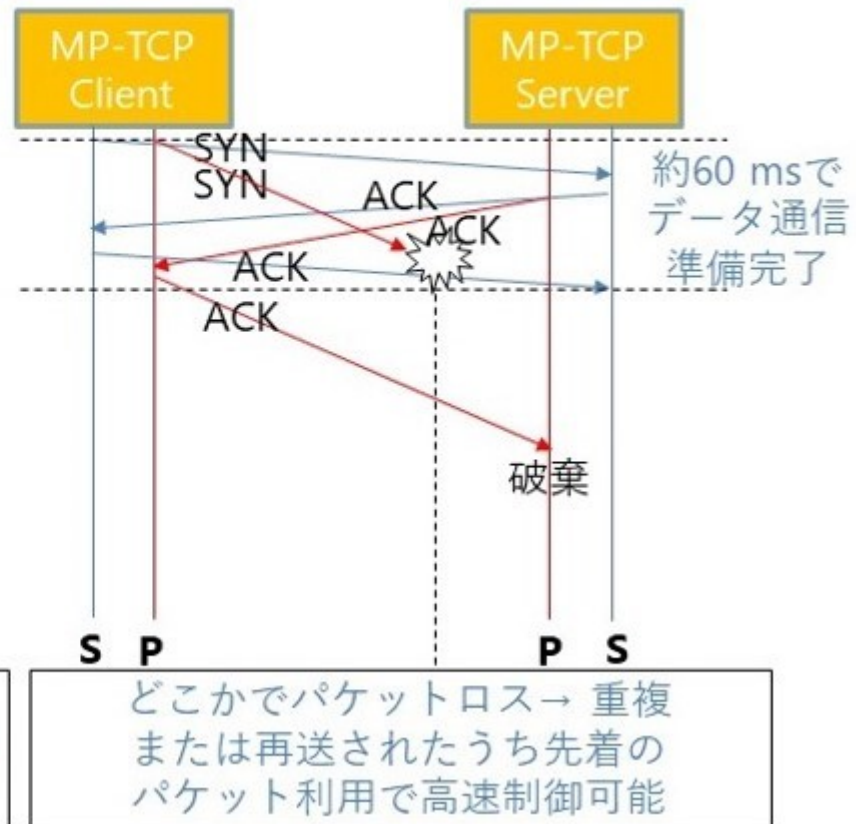 MP-TCP
Client
MP-TCP
Server
SYN
SYN
ACK
ACK
ACK
ACK
約60 msで
データ通信
準備完了
破棄
S P
P S
どこかでパケットロス→ 重複
または再送されたうち先着の
パケット利用で高速制御可能